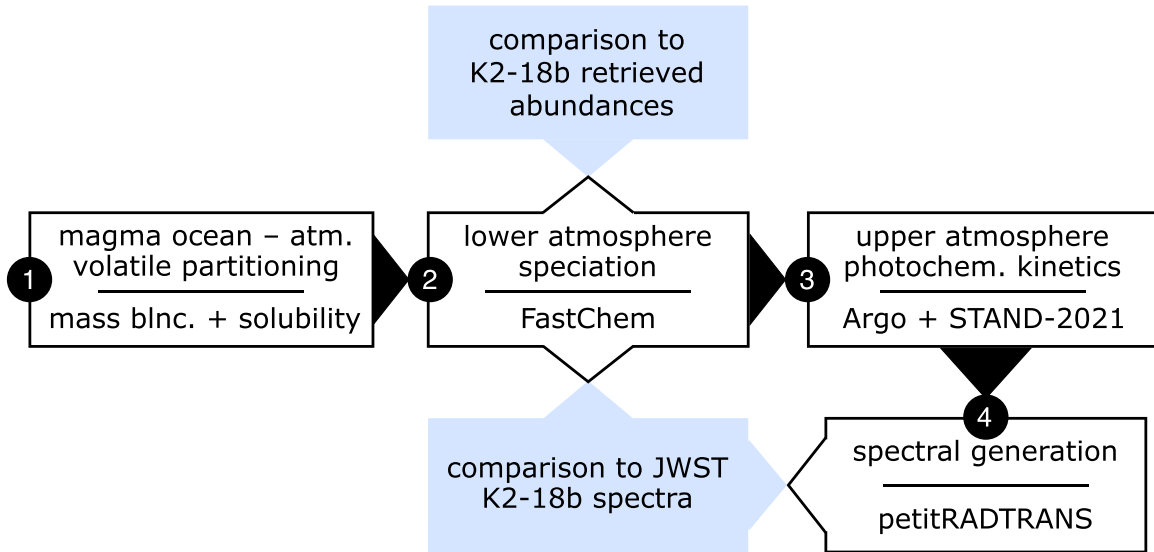 comparison to
K2-18b retrieved
abundances
1
magma ocean – atm.
volatile partitioning
mass blnc. + solubility
2
lower atmosphere
speciation
FastChem
3
upper atmosphere
photochem. kinetics
Argo + STAND-2021
comparison to JWST
K2-18b spectra
4
spectral generation
petitRADTRANS